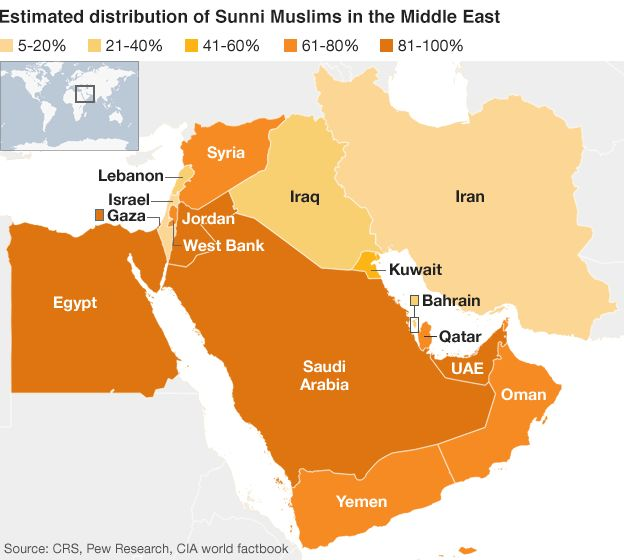 Estimated distribution of Sunni Muslims in the Middle East
5-20% 21-40% 41-60% 61-80% 81-100%
Syria
Lebanon
Iraq
Iran
Israel
Gaza
Jordan
West Bank
Kuwait
Egypt
Bahrain
Qatar
Saudi
Arabia
UAE
Oman
Yemen
Source: CRS, Pew Research, CIA world factbook